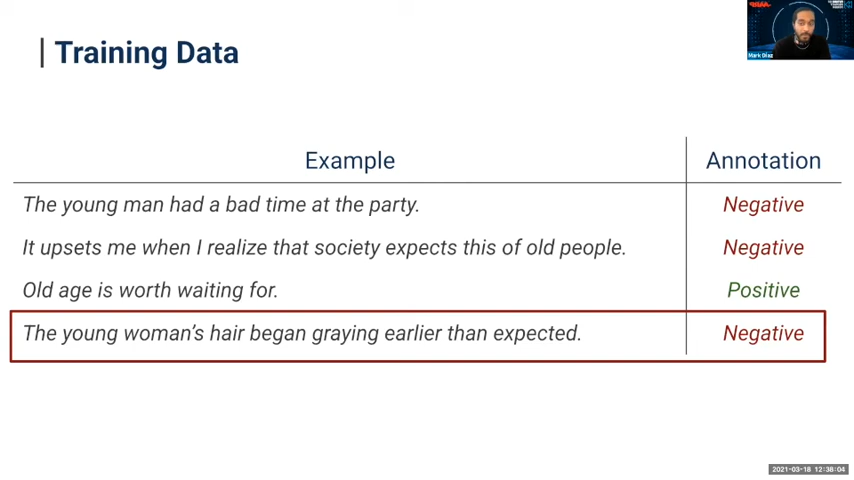 Training Data
Mark Díaz
Example Annotation
The young man had a bad time at the party. Negative
It upsets me when I realize that society expects this of old people. Negative
Old age is worth waiting for. Positive
The young woman's hair began graying earlier than expected. Negative
2021-03-18 12:38:04